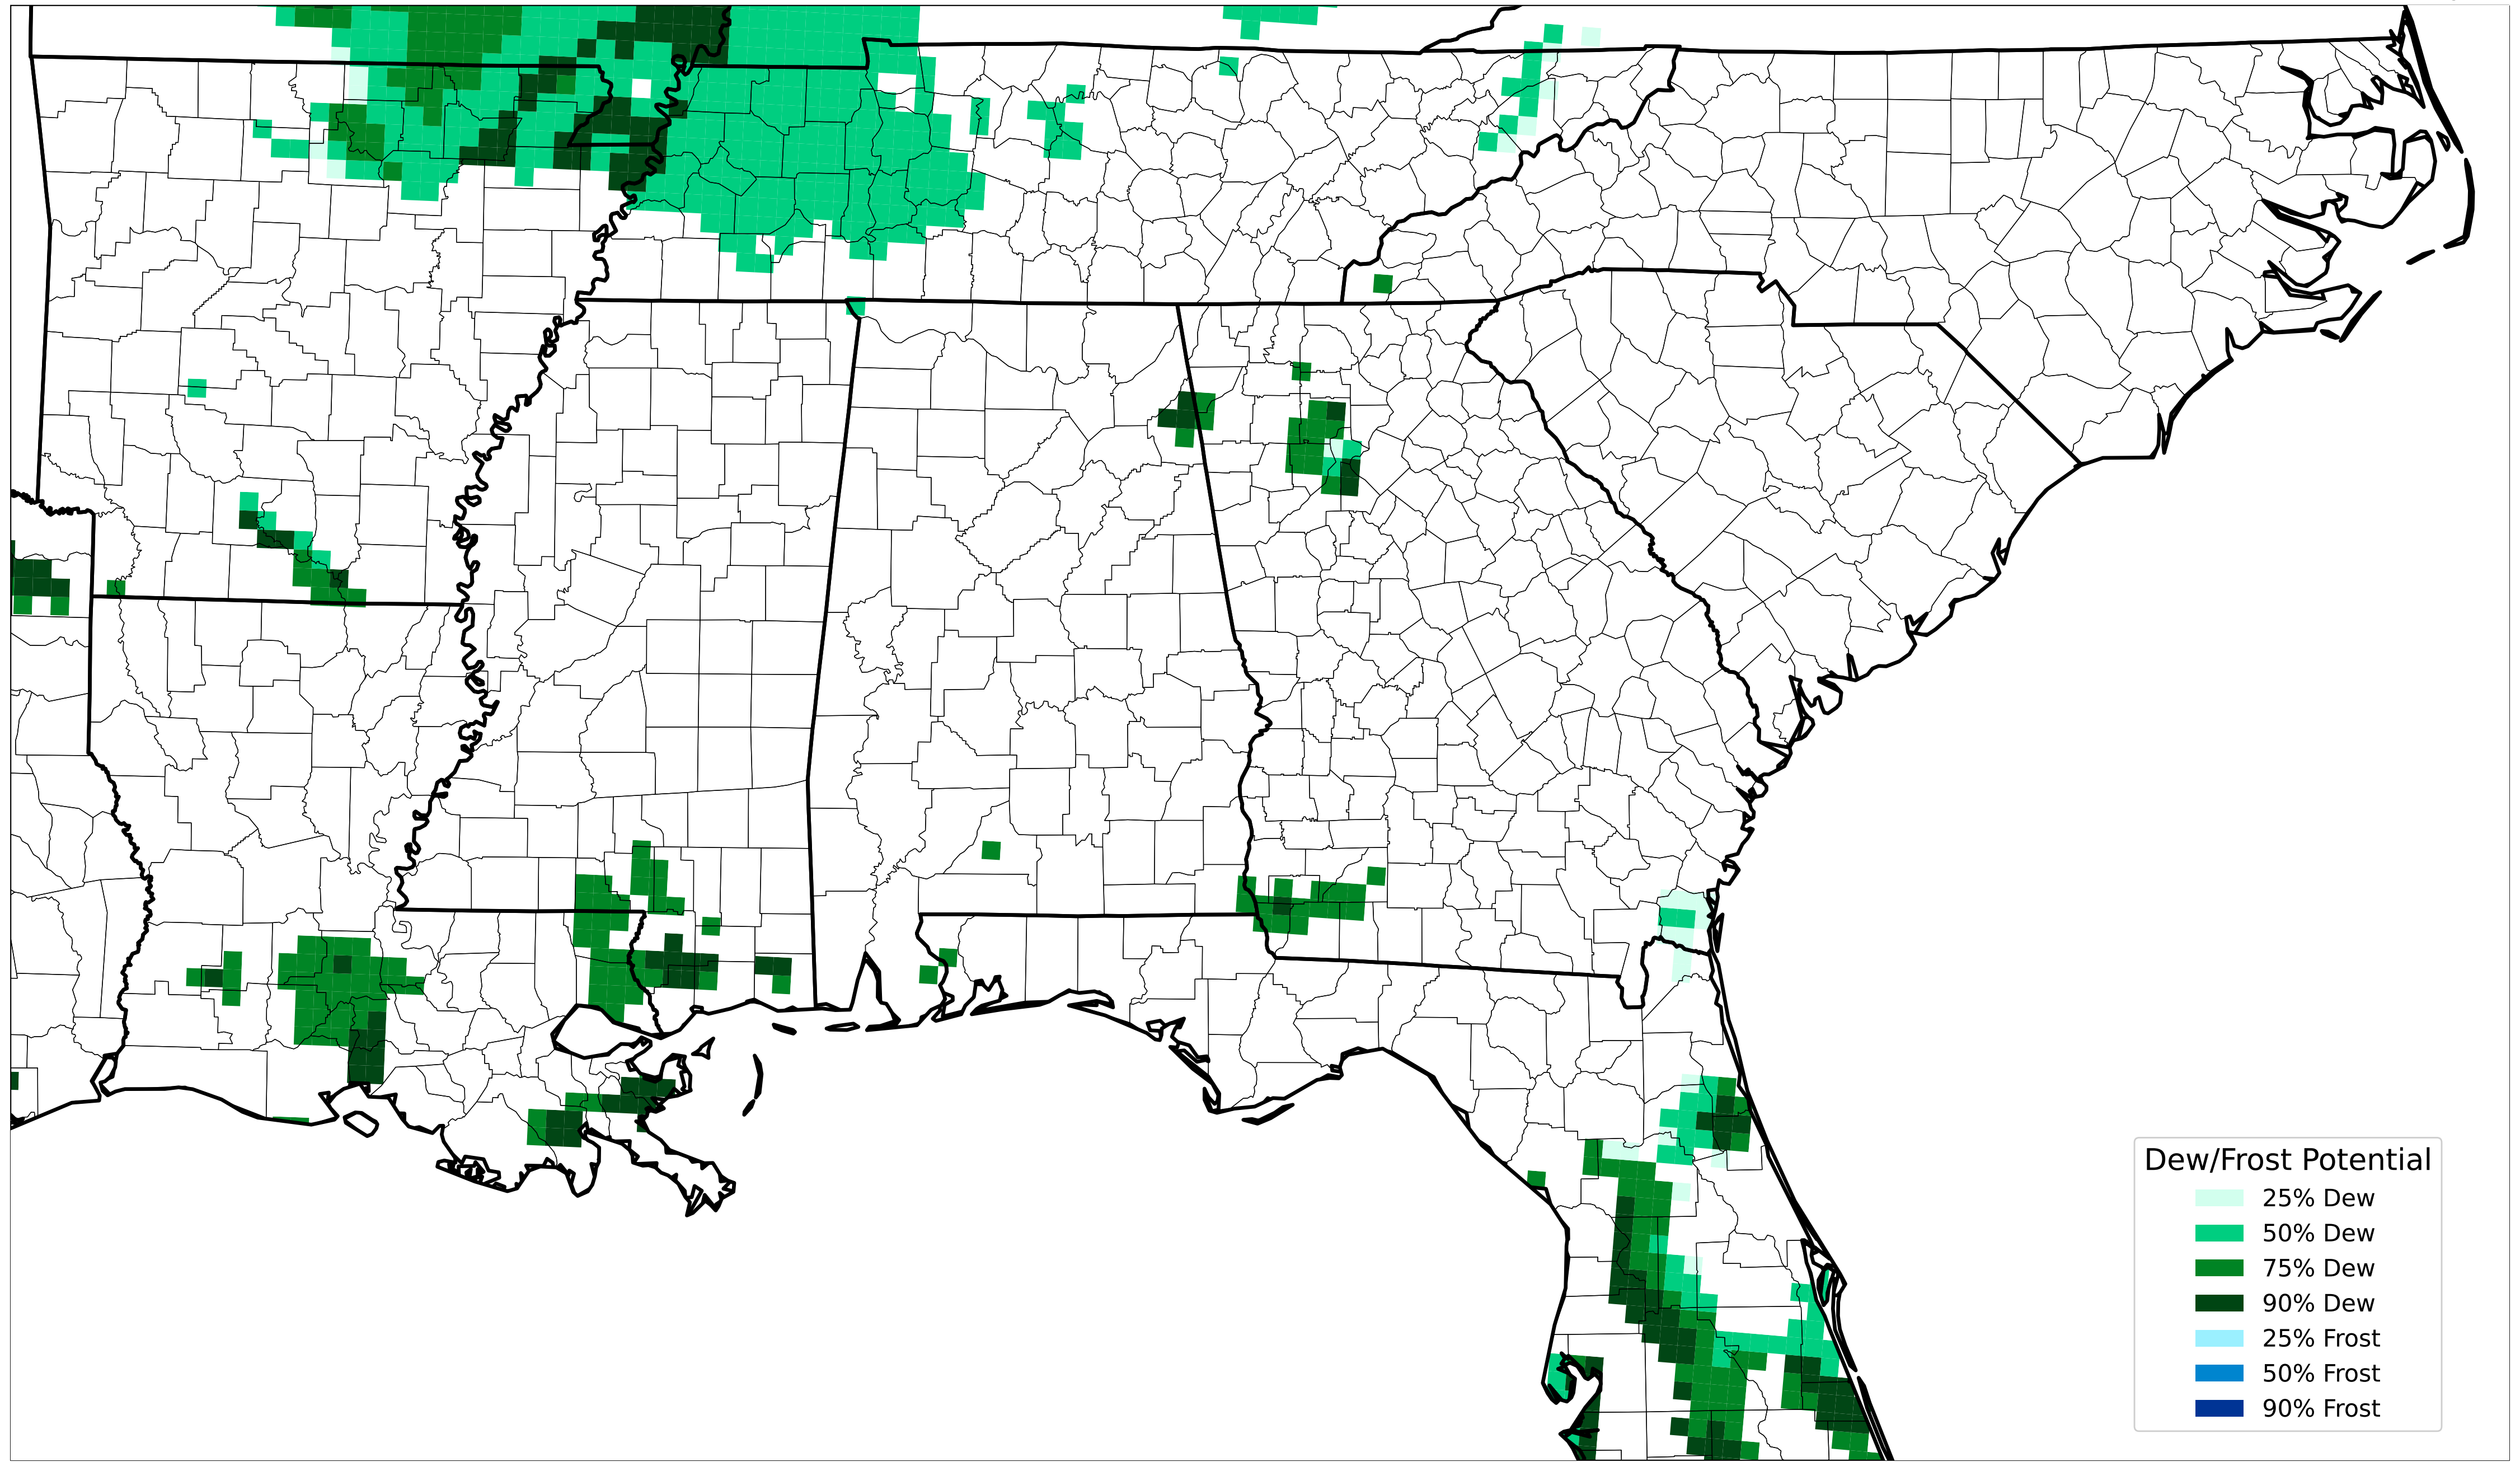 Dew/Frost Potential
25% Dew
50% Dew
75% Dew
90% Dew
25% Frost
50% Frost
90% Frost